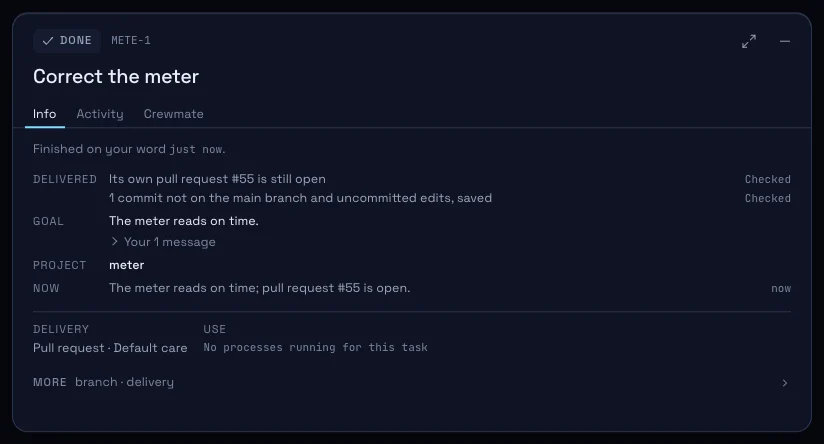 DONE METE-1
Correct the meter
Info Activity Crewmate
Finished on your word just now.
DELIVERED Its own pull request #55 is still open Checked
1 commit not on the main branch and uncommitted edits, saved Checked
GOAL The meter reads on time.
Your 1 message
PROJECT meter
NOW The meter reads on time; pull request #55 is open. now
DELIVERY USE
Pull request · Default care No processes running for this task
MORE branch · delivery